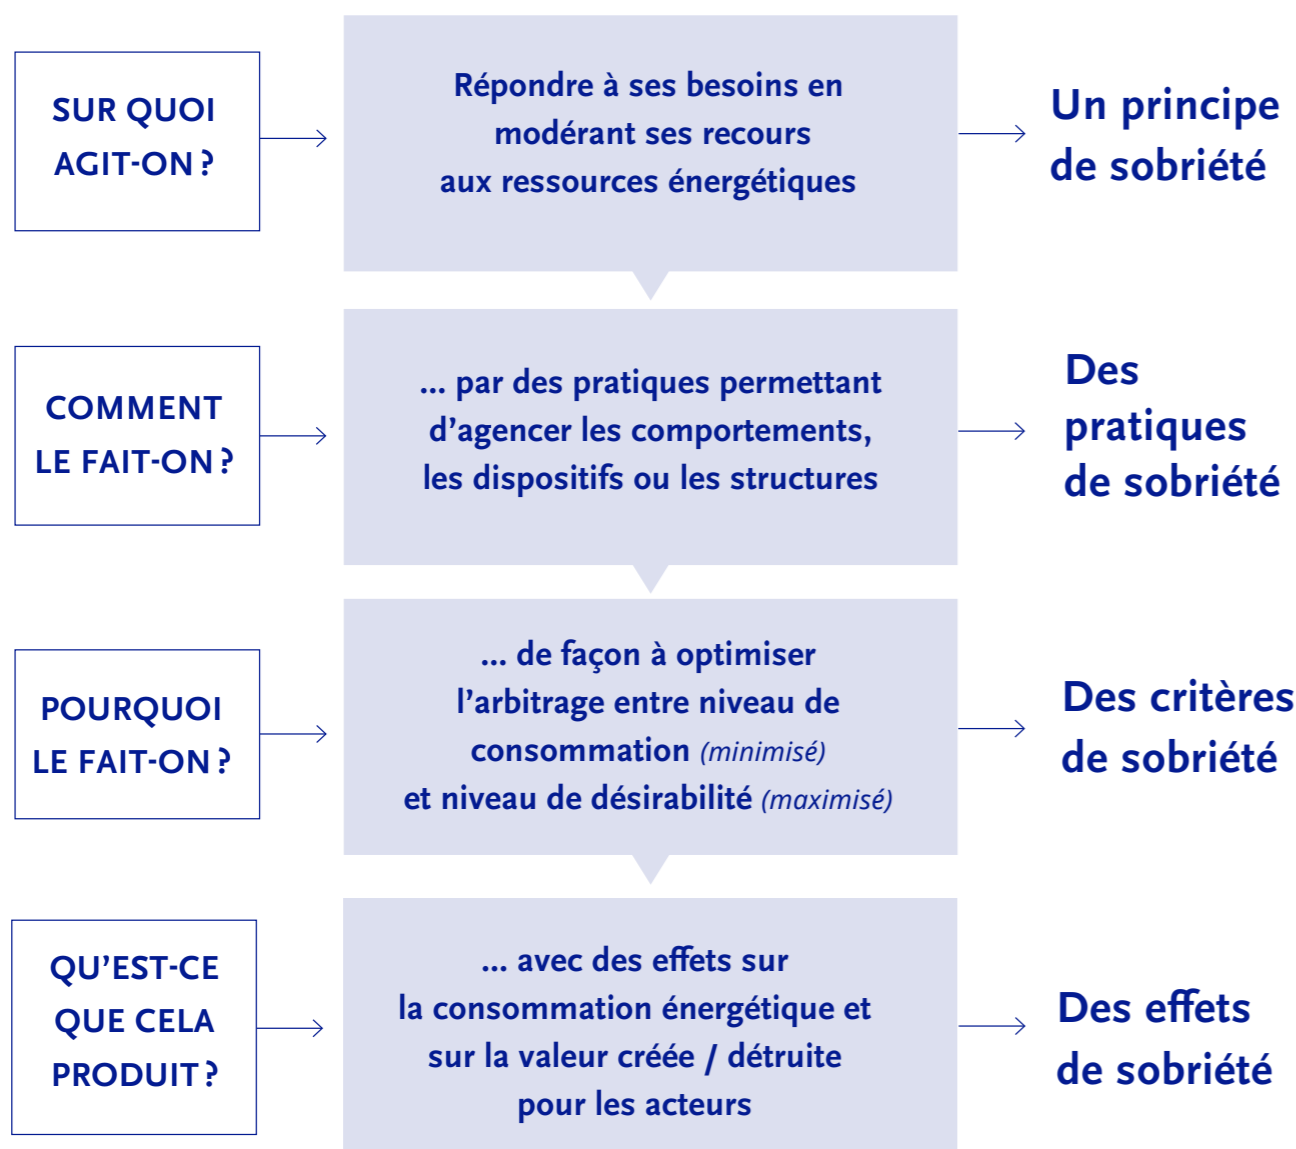 SUR QUOI
AGIT-ON ?
Répondre à ses besoins en
modérant ses recours
aux ressources énergétiques
Un principe
de sobriété
COMMENT
LE FAIT-ON ?
... par des pratiques permettant
d’agencer les comportements,
les dispositifs ou les structures
Des
pratiques
de sobriété
POURQUOI
LE FAIT-ON ?
... de façon à optimiser
l’arbitrage entre niveau de
consommation (minimisé)
et niveau de désirabilité (maximisé)
Des critères
de sobriété
QU’EST-CE
QUE CELA
PRODUIT ?
... avec des effets sur
la consommation énergétique et
sur la valeur créée / détruite
pour les acteurs
Des effets
de sobriété